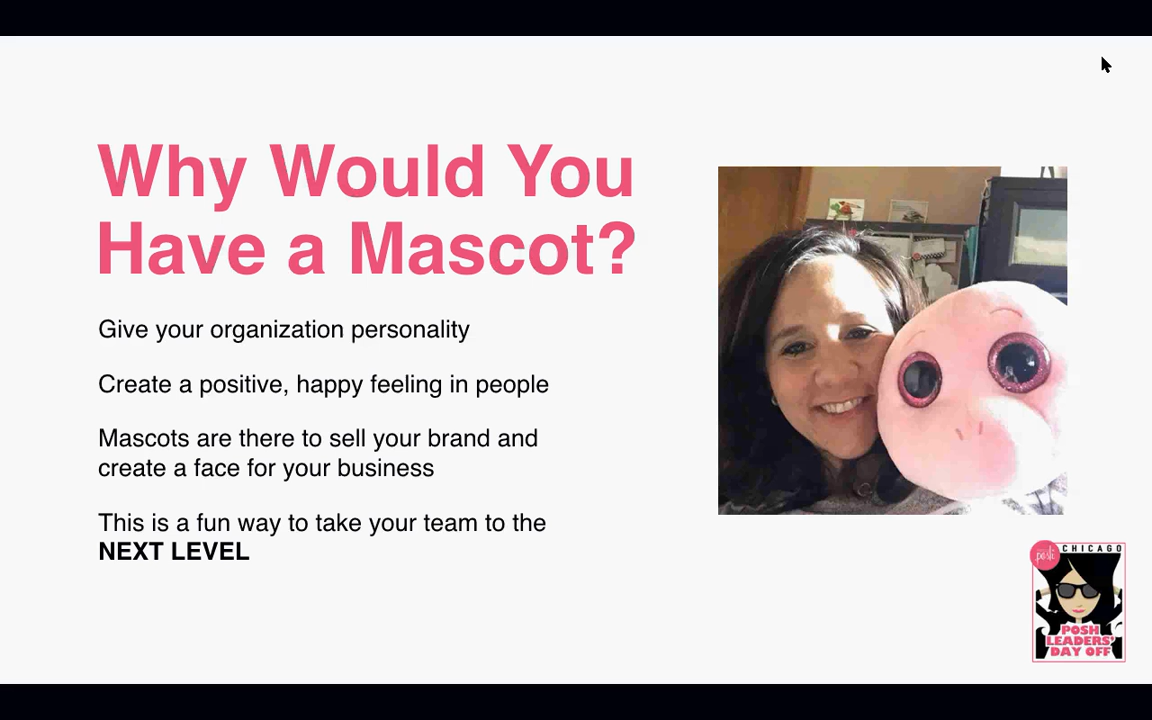 Why Would You
Have a Mascot?
Give your organization personality
Create a positive, happy feeling in people
Mascots are there to sell your brand and
create a face for your business
This is a fun way to take your team to the
NEXT LEVEL
posh
CHICAGO
POSH
LEADERS'
DAY OFF